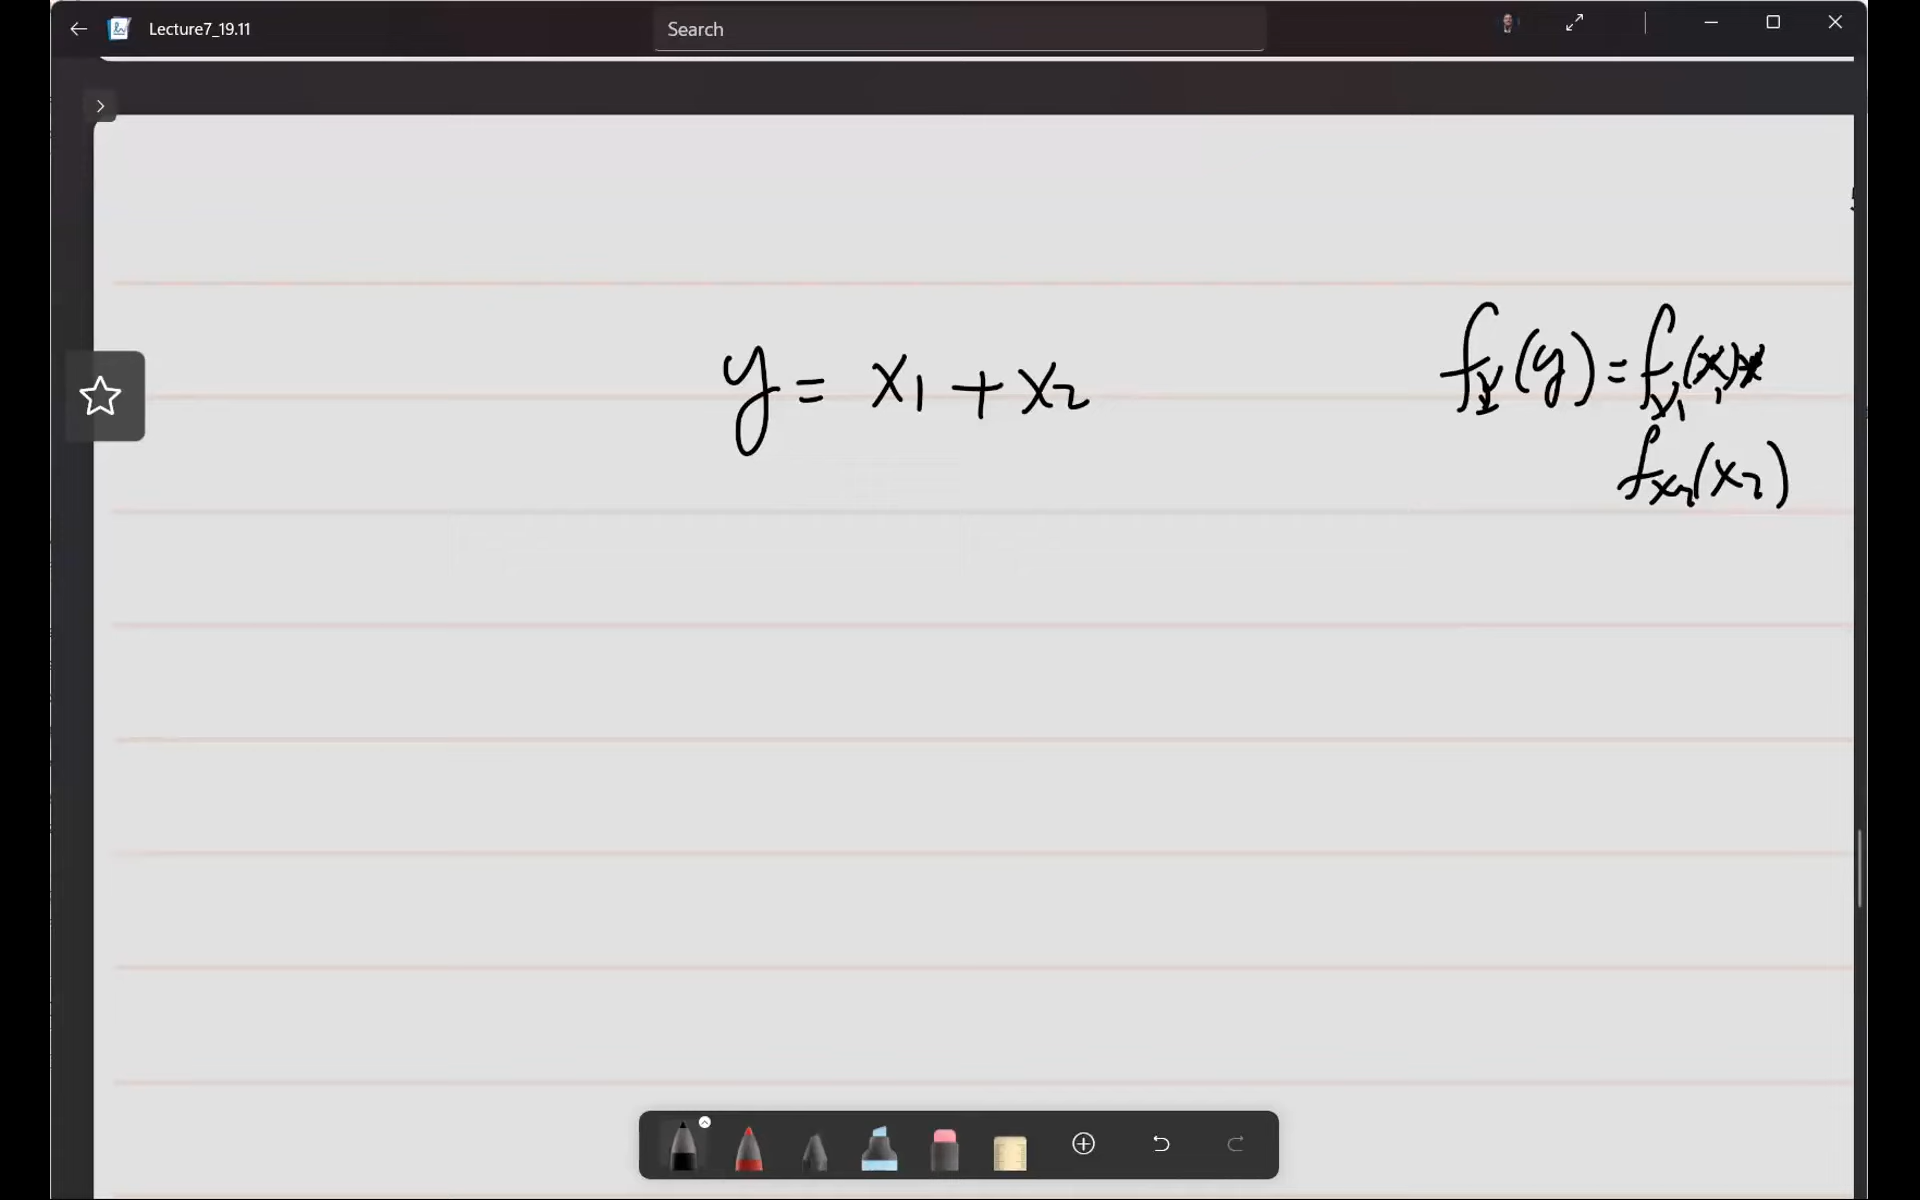 Lecture7_19.11
Search
y = x1 + x2
fY(y) = fX1(x1)*
fX2(x2)